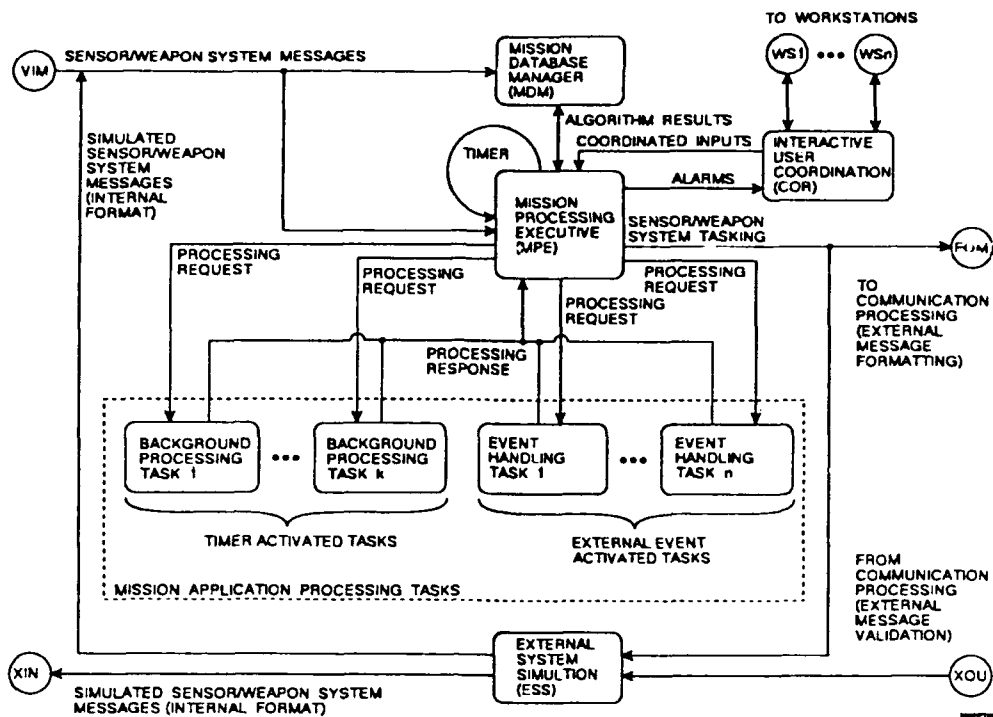 TO WORKSTATIONS
VIM
SENSOR/WEAPON SYSTEM MESSAGES
MISSION
DATABASE
MANAGER
(MDM)
WS1 ••• WSn
SIMULATED
SENSOR/WEAPON
SYSTEM
MESSAGES
(INTERNAL
FORMAT)
TIMER
ALGORITHM RESULTS
COORDINATED INPUTS
ALARMS
INTERACTIVE
USER
COORDINATION
(COR)
MISSION
PROCESSING
EXECUTIVE
(MPE)
SENSOR/WEAPON
SYSTEM TASKING
PROCESSING
REQUEST
PROCESSING
REQUEST
PROCESSING
REQUEST
PROCESSING
REQUEST
TO
COMMUNICATION
PROCESSING
(EXTERNAL
MESSAGE
FORMATTING)
PROCESSING
RESPONSE
BACKGROUND
PROCESSING
TASK 1
•••
BACKGROUND
PROCESSING
TASK k
EVENT
HANDLING
TASK 1
•••
EVENT
HANDLING
TASK n
TIMER ACTIVATED TASKS
EXTERNAL EVENT
ACTIVATED TASKS
MISSION APPLICATION PROCESSING TASKS
FROM
COMMUNICATION
PROCESSING
(EXTERNAL
MESSAGE
VALIDATION)
EXTERNAL
SYSTEM
SIMULTION
(ESS)
XIN
XOU
SIMULATED SENSOR/WEAPON SYSTEM
MESSAGES (INTERNAL FORMAT)